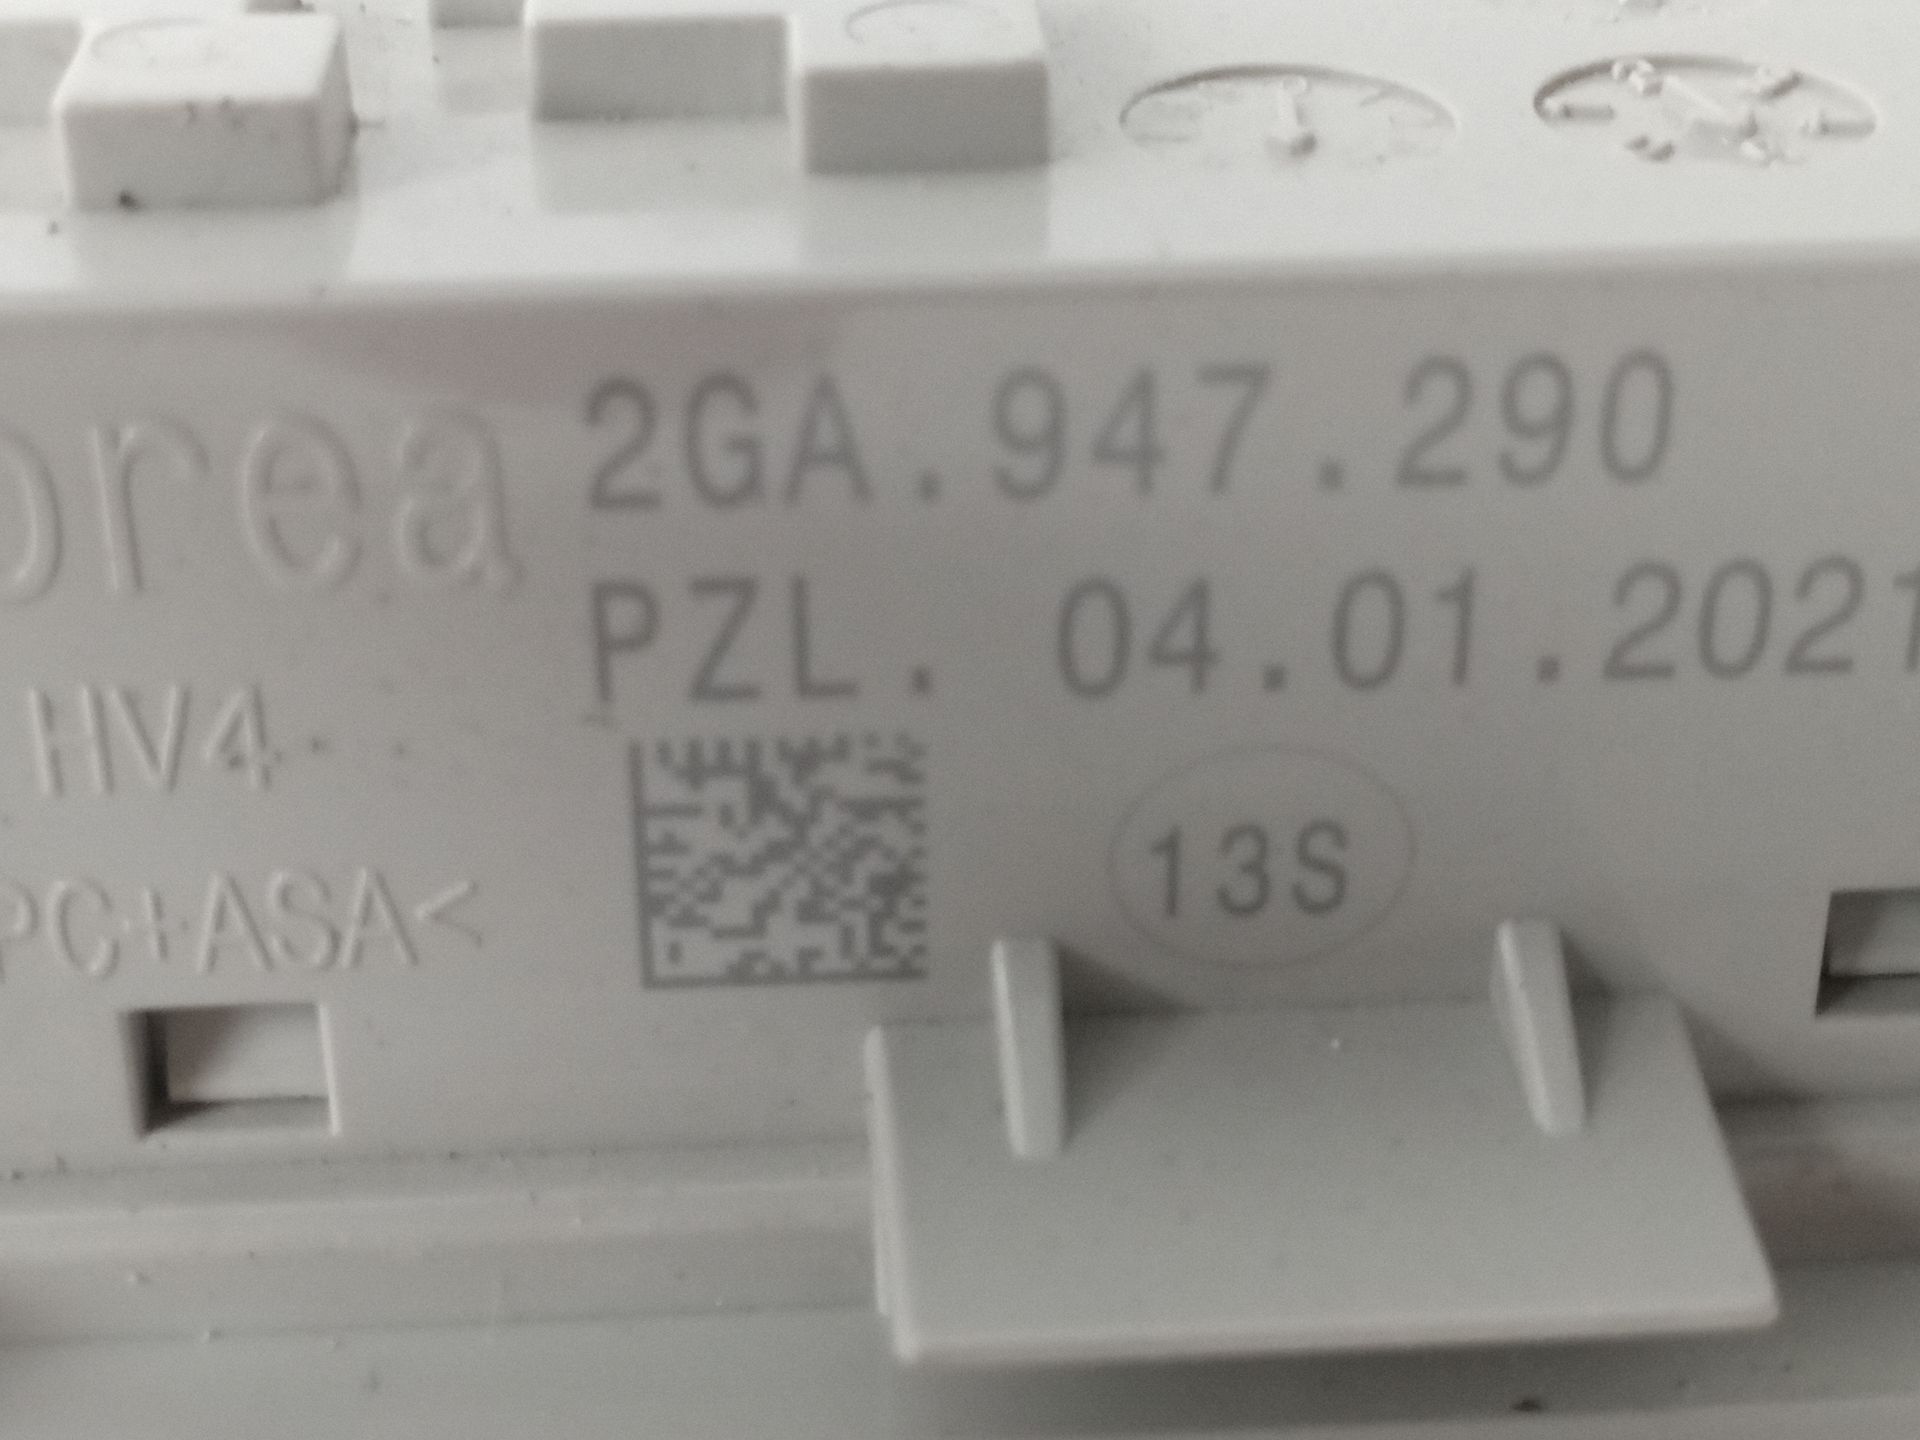 2GA.947.290
orea
PZL. 04.01.2021
HV4
13S
PC+ASA<